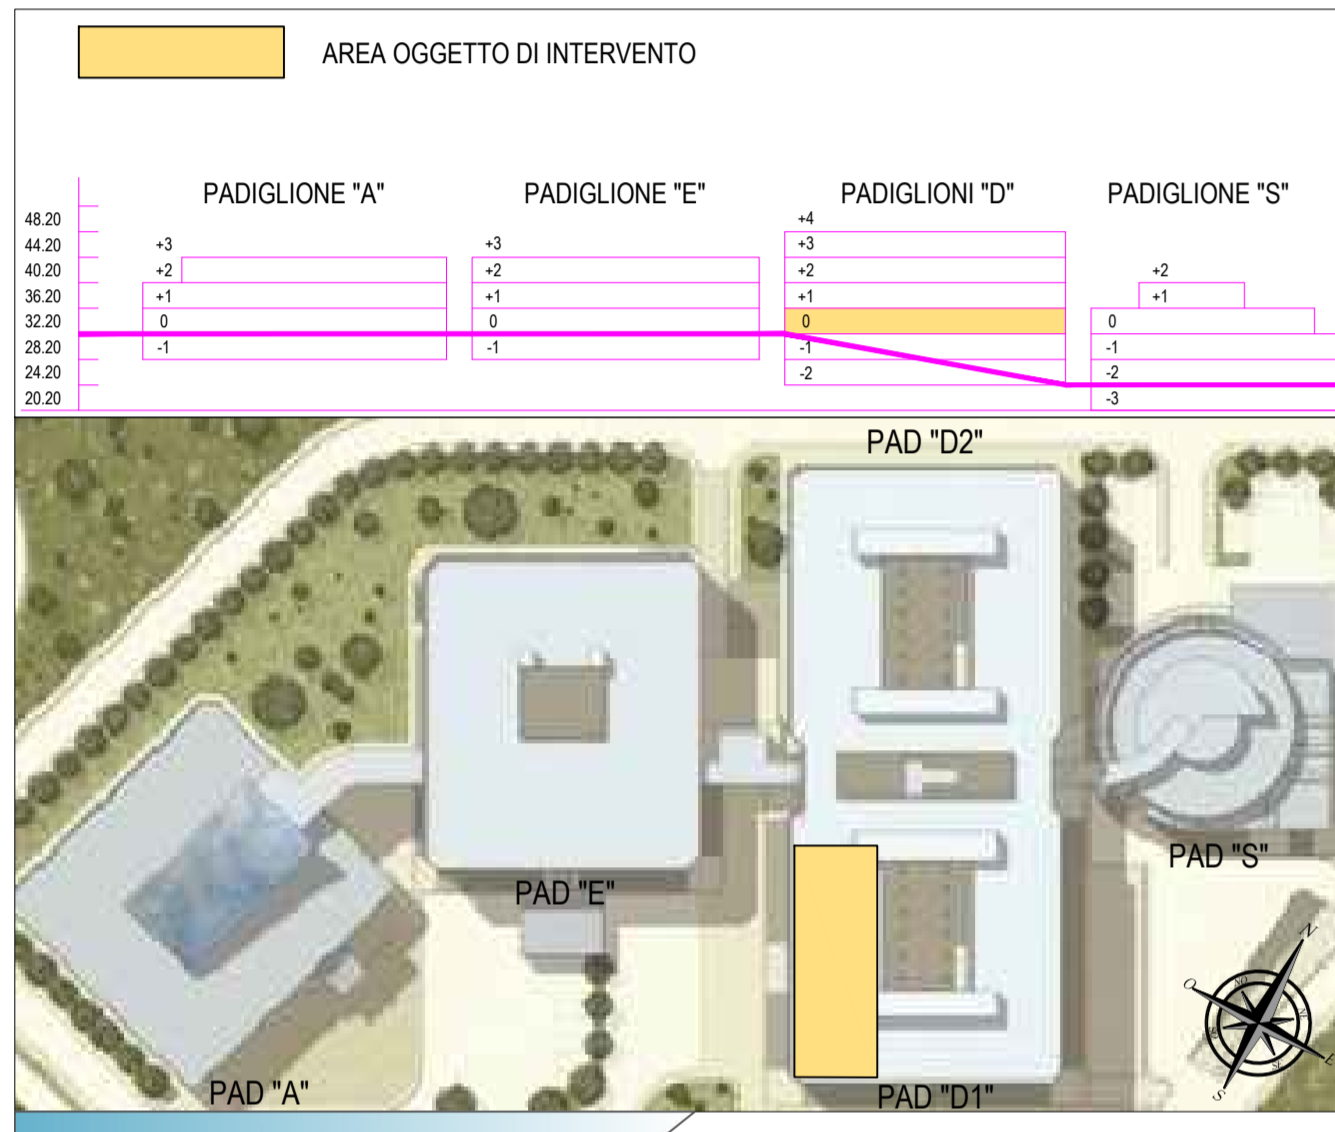 AREA OGGETTO DI INTERVENTO
PADIGLIONE "A" PADIGLIONE "E" PADIGLIONI "D" PADIGLIONE "S"
48.20 +4
44.20 +3 +3 +3
40.20 +2 +2 +2 +2
36.20 +1 +1 +1 +1
32.20 0 0 0 0
28.20 -1 -1 -1 -1
24.20 -2 -2
20.20 -3
PAD "D2"
PAD "S"
PAD "E"
N
O
E
S
PAD "A"
PAD "D1"